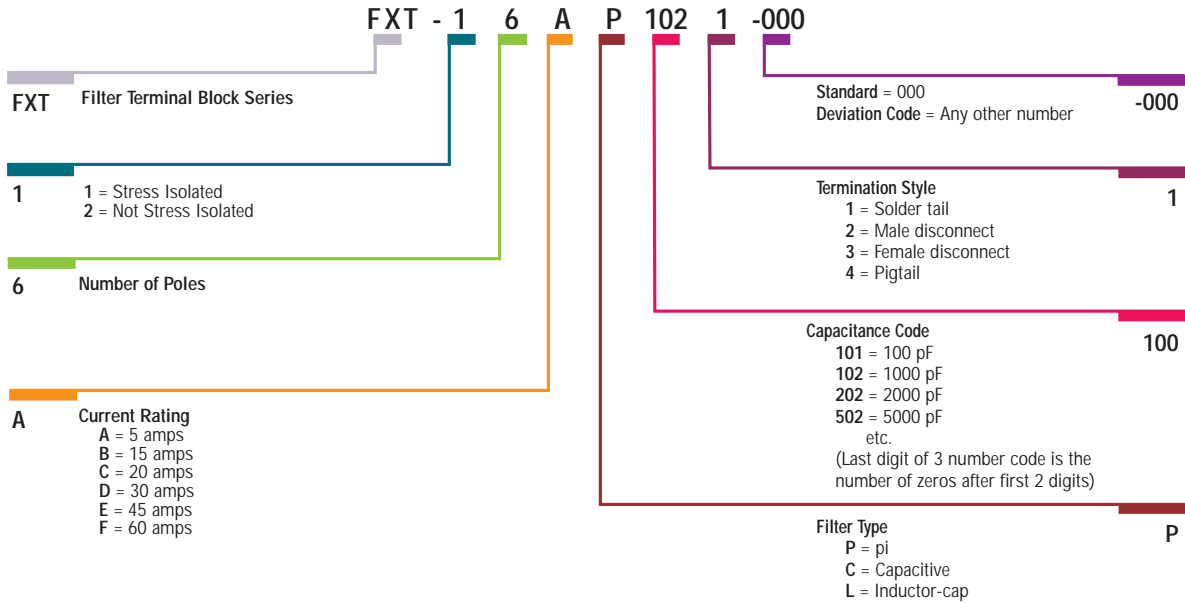 FXT - 1 6 A P 102 1 -000
FXT
Filter Terminal Block Series
1
1 = Stress Isolated
2 = Not Stress Isolated
6
Number of Poles
A
Current Rating
A = 5 amps
B = 15 amps
C = 20 amps
D = 30 amps
E = 45 amps
F = 60 amps
Standard = 000
Deviation Code = Any other number
-000
Termination Style
1 = Solder tail
2 = Male disconnect
3 = Female disconnect
4 = Pigtail
1
Capacitance Code
101 = 100 pF
102 = 1000 pF
202 = 2000 pF
502 = 5000 pF
etc.
(Last digit of 3 number code is the
number of zeros after first 2 digits)
100
Filter Type
P = pi
C = Capacitive
L = Inductor-cap
P